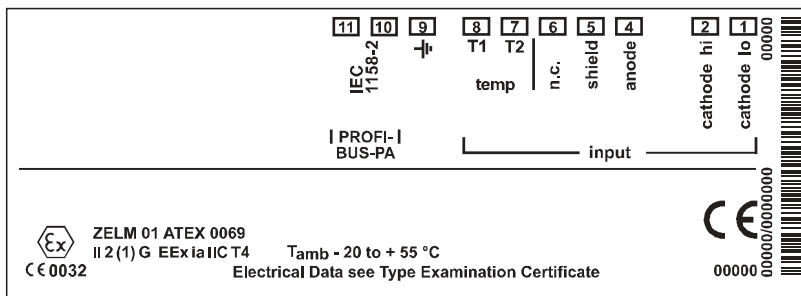 11 10 9 8 7 6 5 4 2 1
T1 T2
IEC
1158-2
temp
n.c.
shield
anode
cathode hi
cathode lo
PROFI-
BUS-PA
input
00000
00000/0000000
ZELM 01 ATEX 0069
II 2 (1) G EEx ia IIC T4
Tamb - 20 to + 55 °C
Ex
CE 0032
Electrical Data see Type Examination Certificate
CE
00000